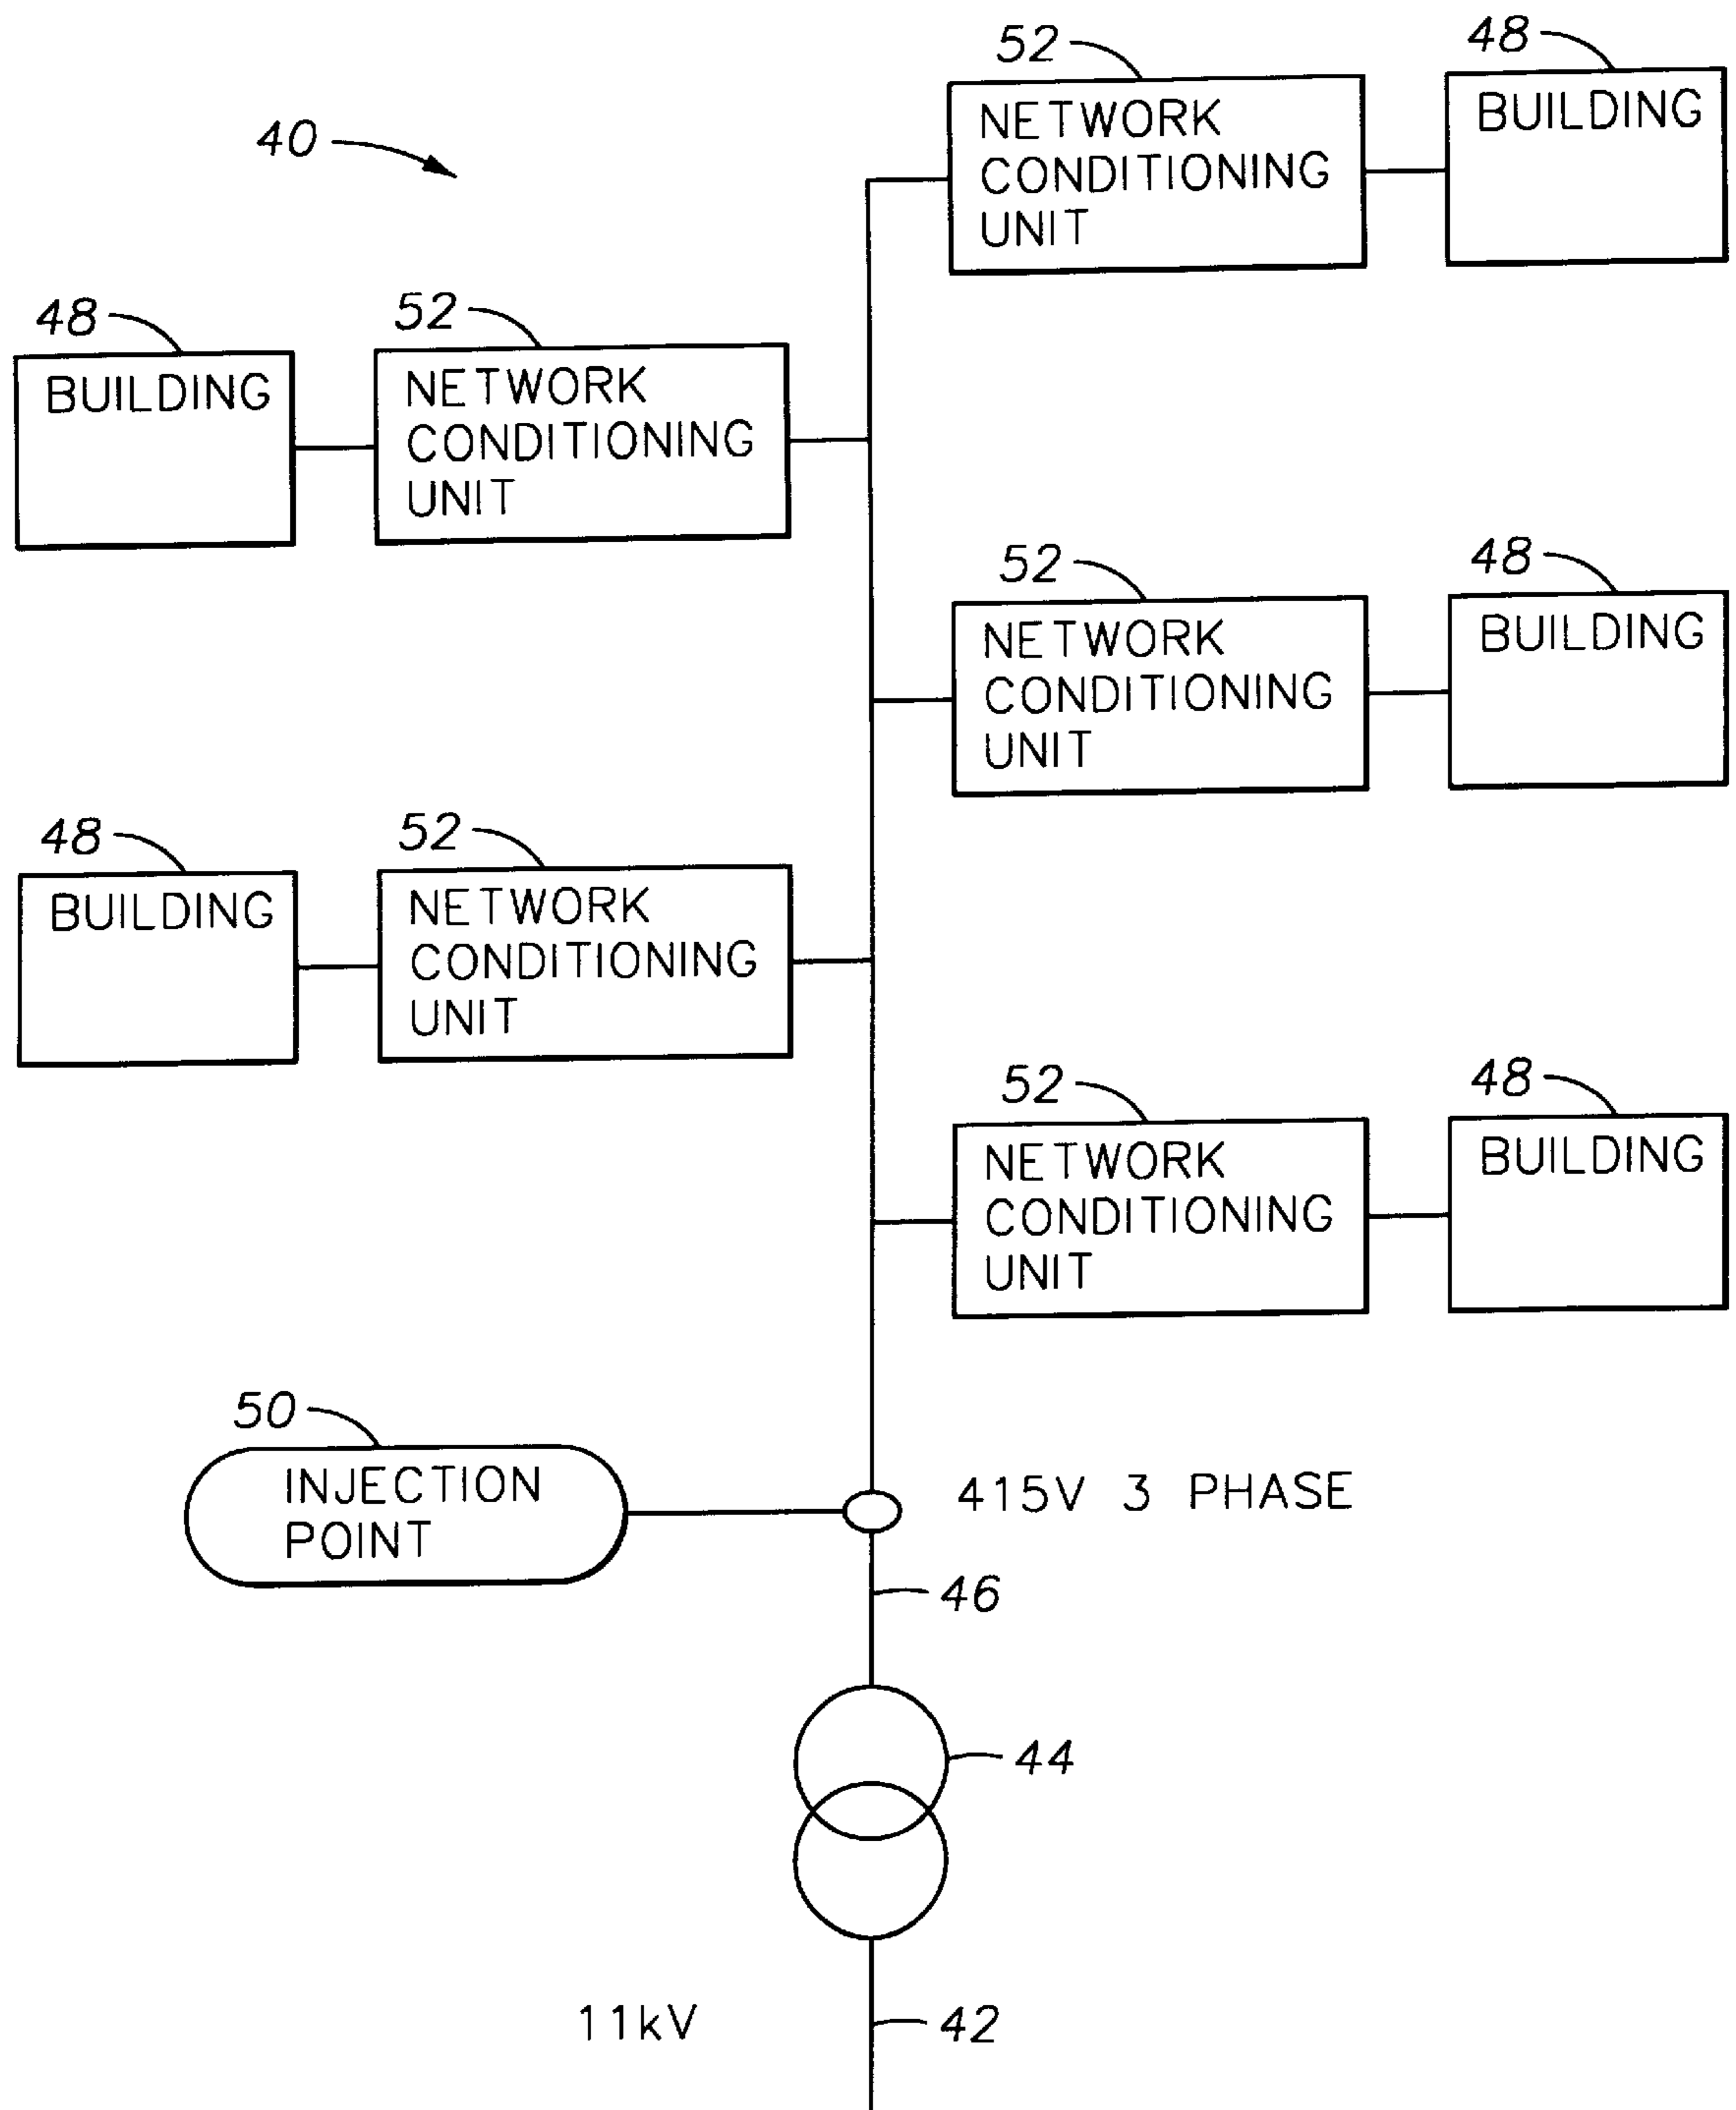 52
48
NETWORK
CONDITIONING
UNIT
BUILDING
40
48
52
BUILDING
NETWORK
CONDITIONING
UNIT
52
48
NETWORK
CONDITIONING
UNIT
BUILDING
48
52
BUILDING
NETWORK
CONDITIONING
UNIT
52
48
NETWORK
CONDITIONING
UNIT
BUILDING
50
INJECTION
POINT
415V 3 PHASE
46
44
11kV
42